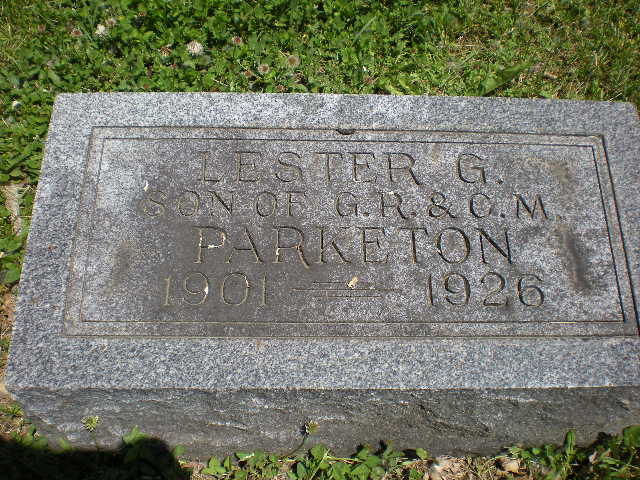 LESTER G.
SON OF G.R. & C.M.
PARKETON
1901 — 1926